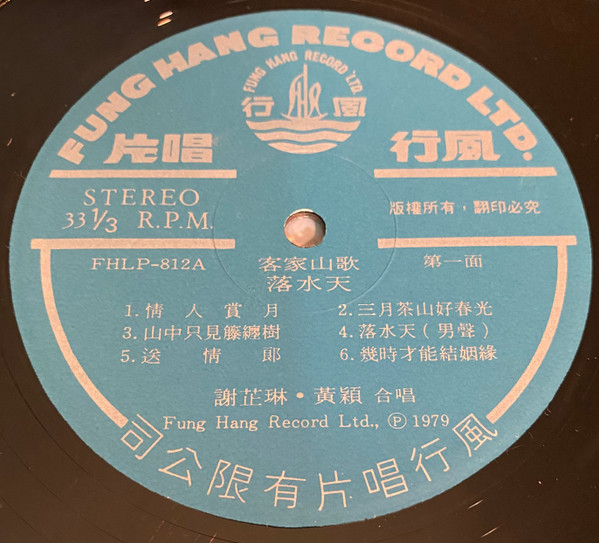 FUNG HANG RECORD LTD.
FUNG HANG RECORD LTD.
行 FHR 風
片唱 行風
STEREO
33 1/3 R.P.M.
版權所有，翻印必究
FHLP-812A 客家山歌 第一面
落水天
1.情人賞月 2.三月茶山好春光
3.山中只見籐纏樹 4.落水天(男聲)
5.送情郎 6.幾時才能結姻緣
謝芷琳・黃穎 合唱
Fung Hang Record Ltd., Ⓟ 1979
司公限有片唱行風